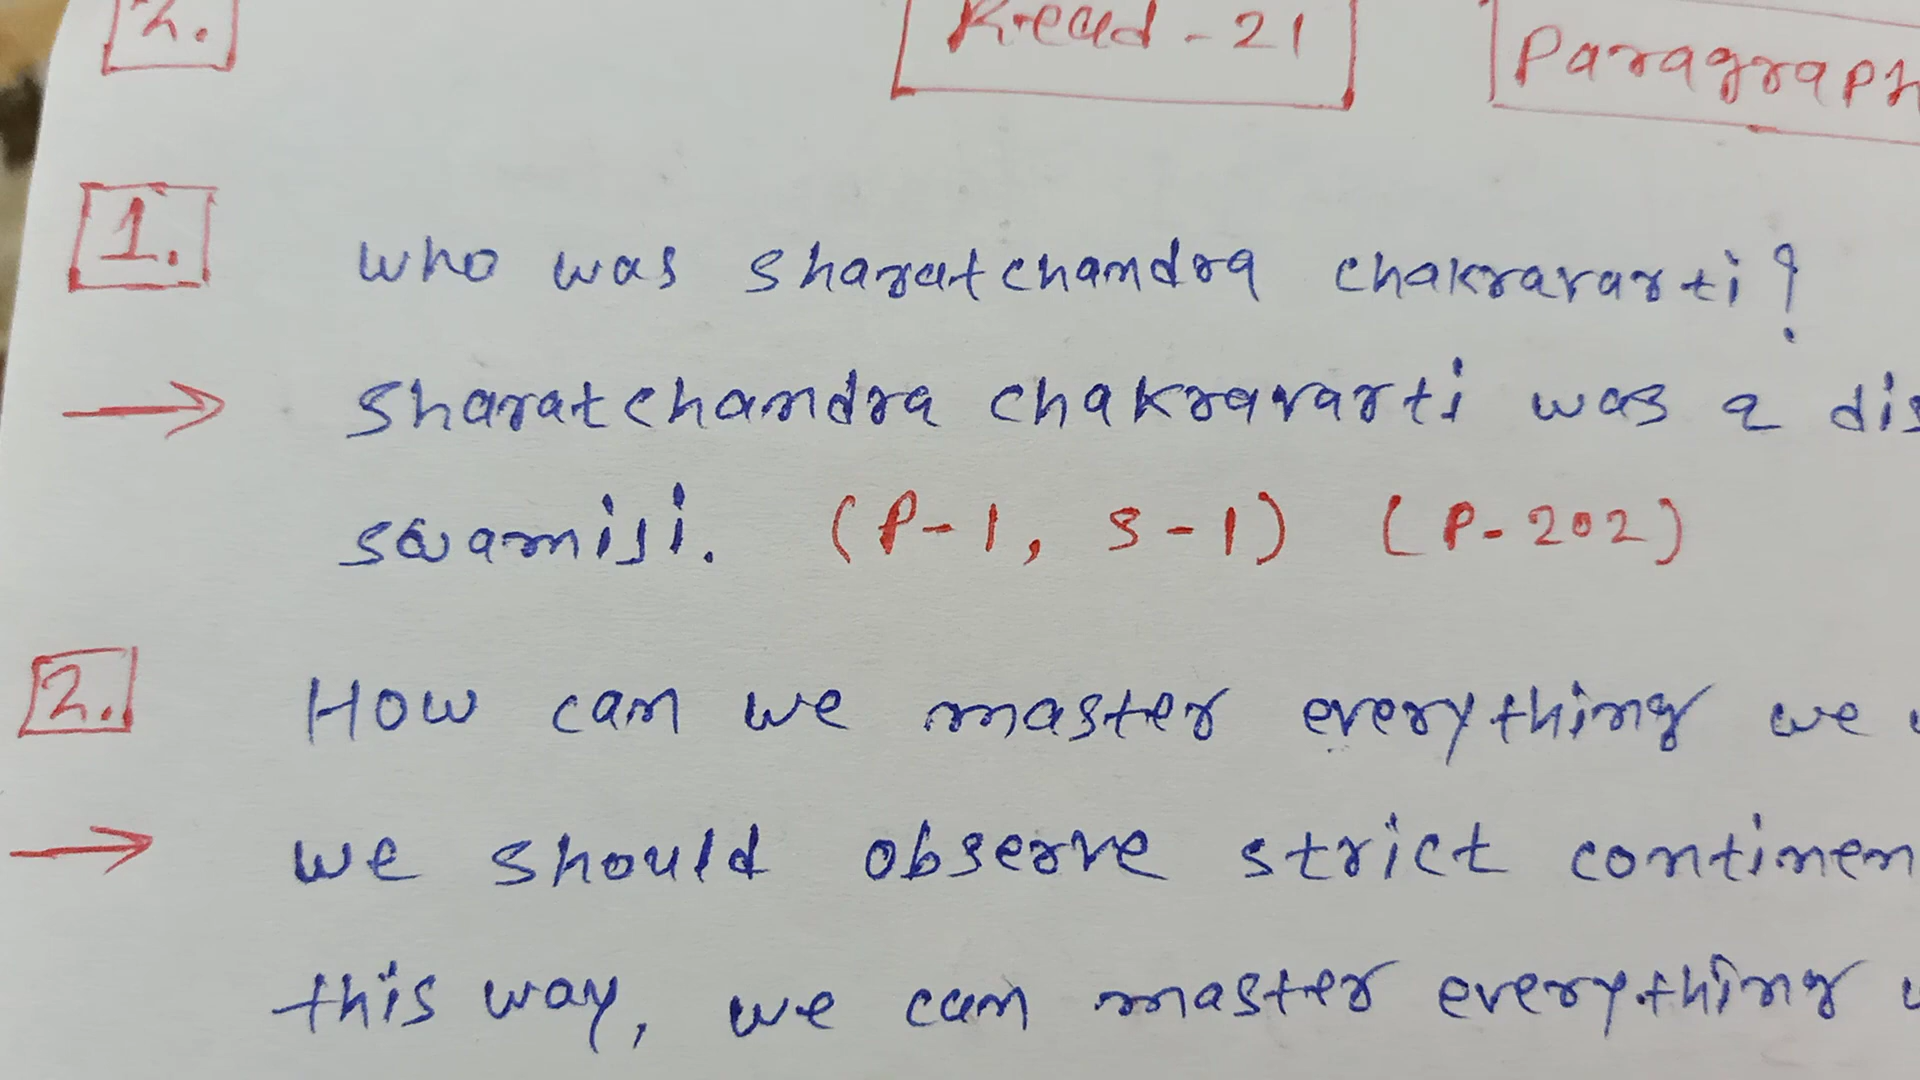 2. Read - 21 Paragraph
1. Who was Sharatchandra Chakravarti?
→ Sharatchandra Chakravarti was a dis
Swamiji. (P-1, S-1) (P-202)
2. How can we master everything we
→ we should observe strict continen
this way, we can master everything